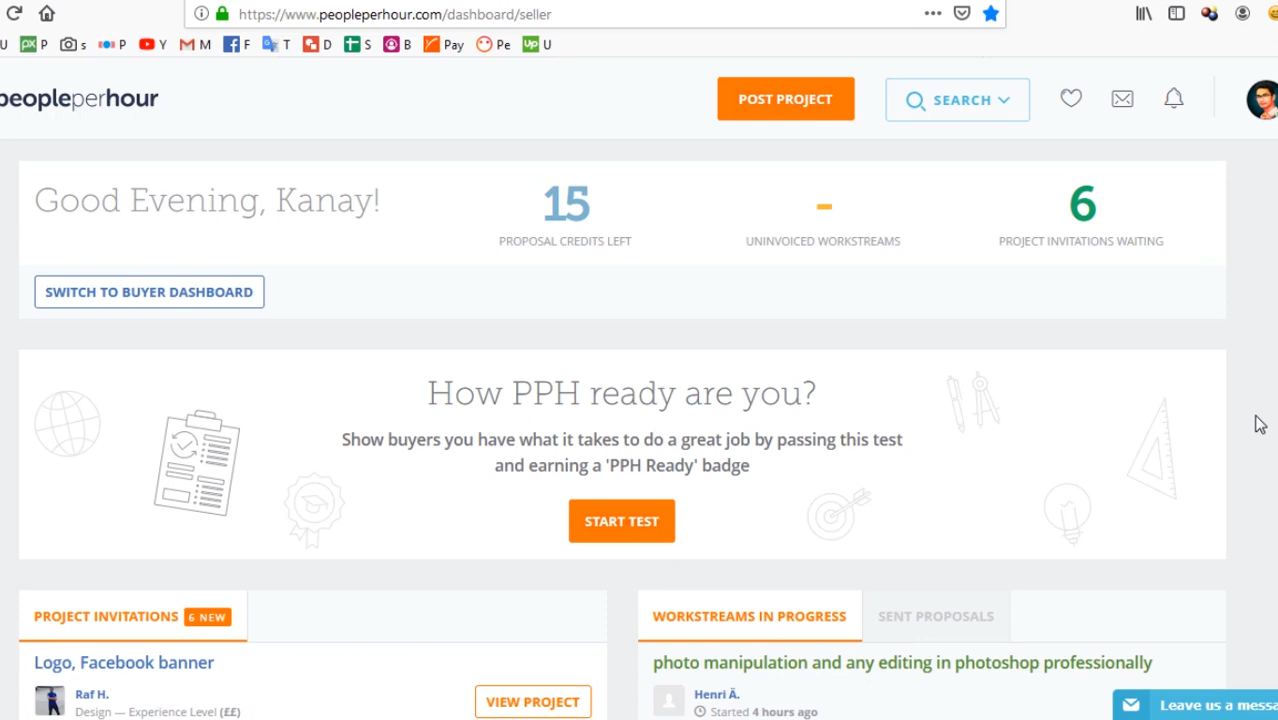 https://www.peopleperhour.com/dashboard/seller
U P s P Y M F T D S B Pay Pe Up U
peopleperhour
POST PROJECT
SEARCH
Good Evening, Kanay!
15
PROPOSAL CREDITS LEFT
-
UNINVOICED WORKSTREAMS
6
PROJECT INVITATIONS WAITING
SWITCH TO BUYER DASHBOARD
How PPH ready are you?
Show buyers you have what it takes to do a great job by passing this test
and earning a 'PPH Ready' badge
START TEST
PROJECT INVITATIONS 6 NEW
Logo, Facebook banner
Raf H.
Design — Experience Level (££)
VIEW PROJECT
WORKSTREAMS IN PROGRESS
SENT PROPOSALS
photo manipulation and any editing in photoshop professionally
Henri Ä.
Started 4 hours ago
Leave us a messa